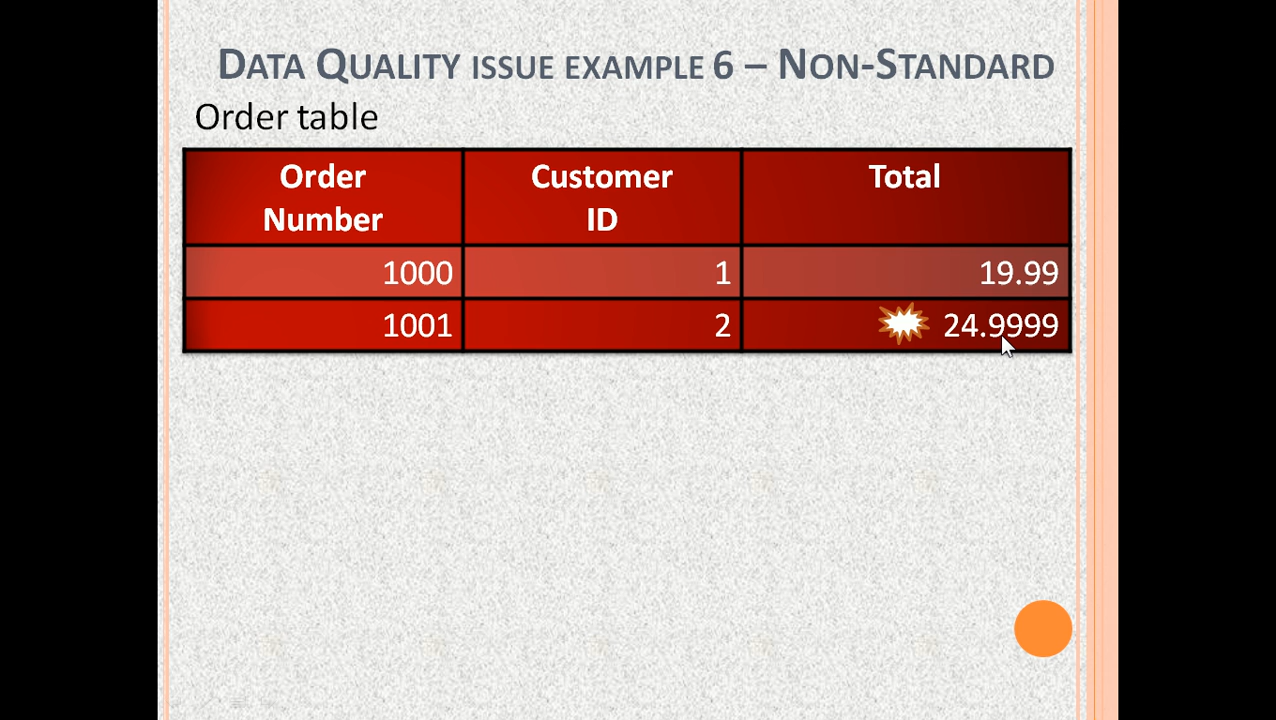 DATA QUALITY ISSUE EXAMPLE 6 – NON-STANDARD
Order table
Order Number Customer ID Total
1000 1 19.99
1001 2 24.9999